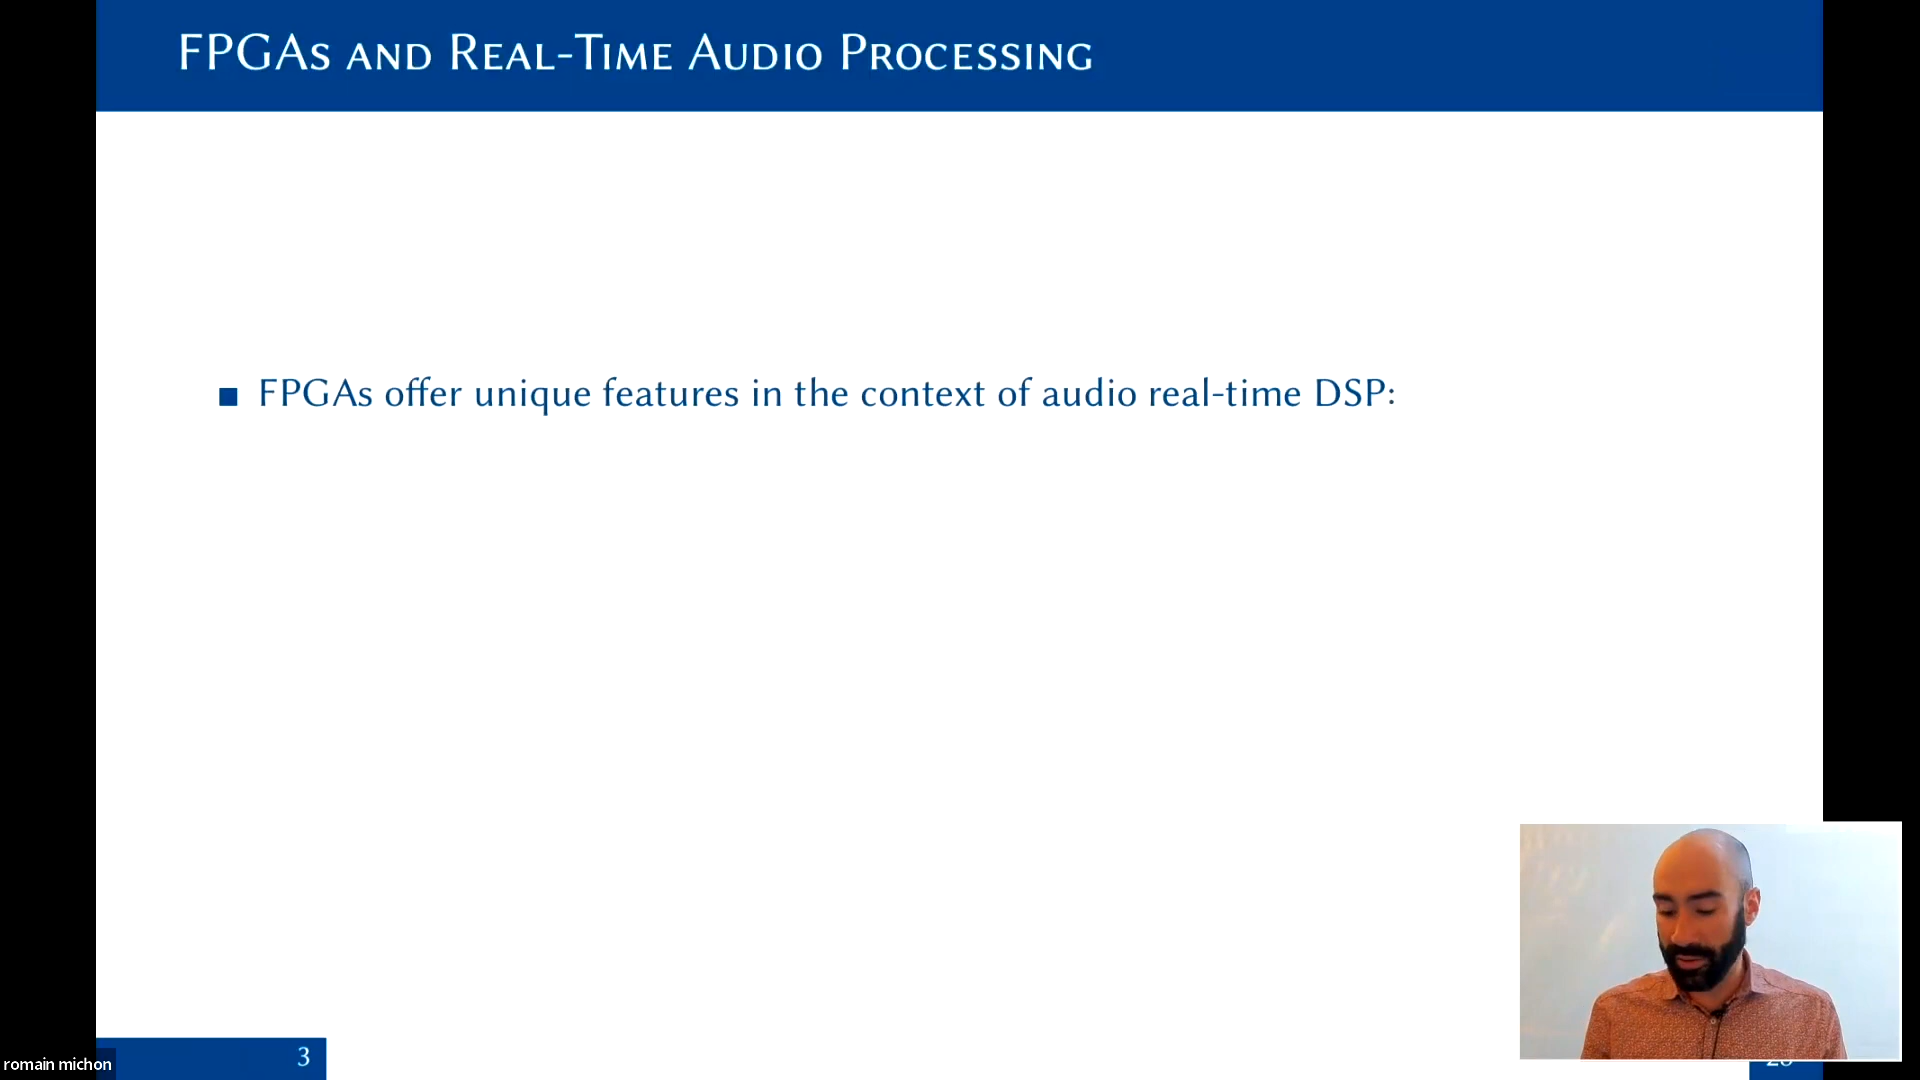 FPGAs and Real-Time Audio Processing
■ FPGAs offer unique features in the context of audio real-time DSP:
3
romain michon